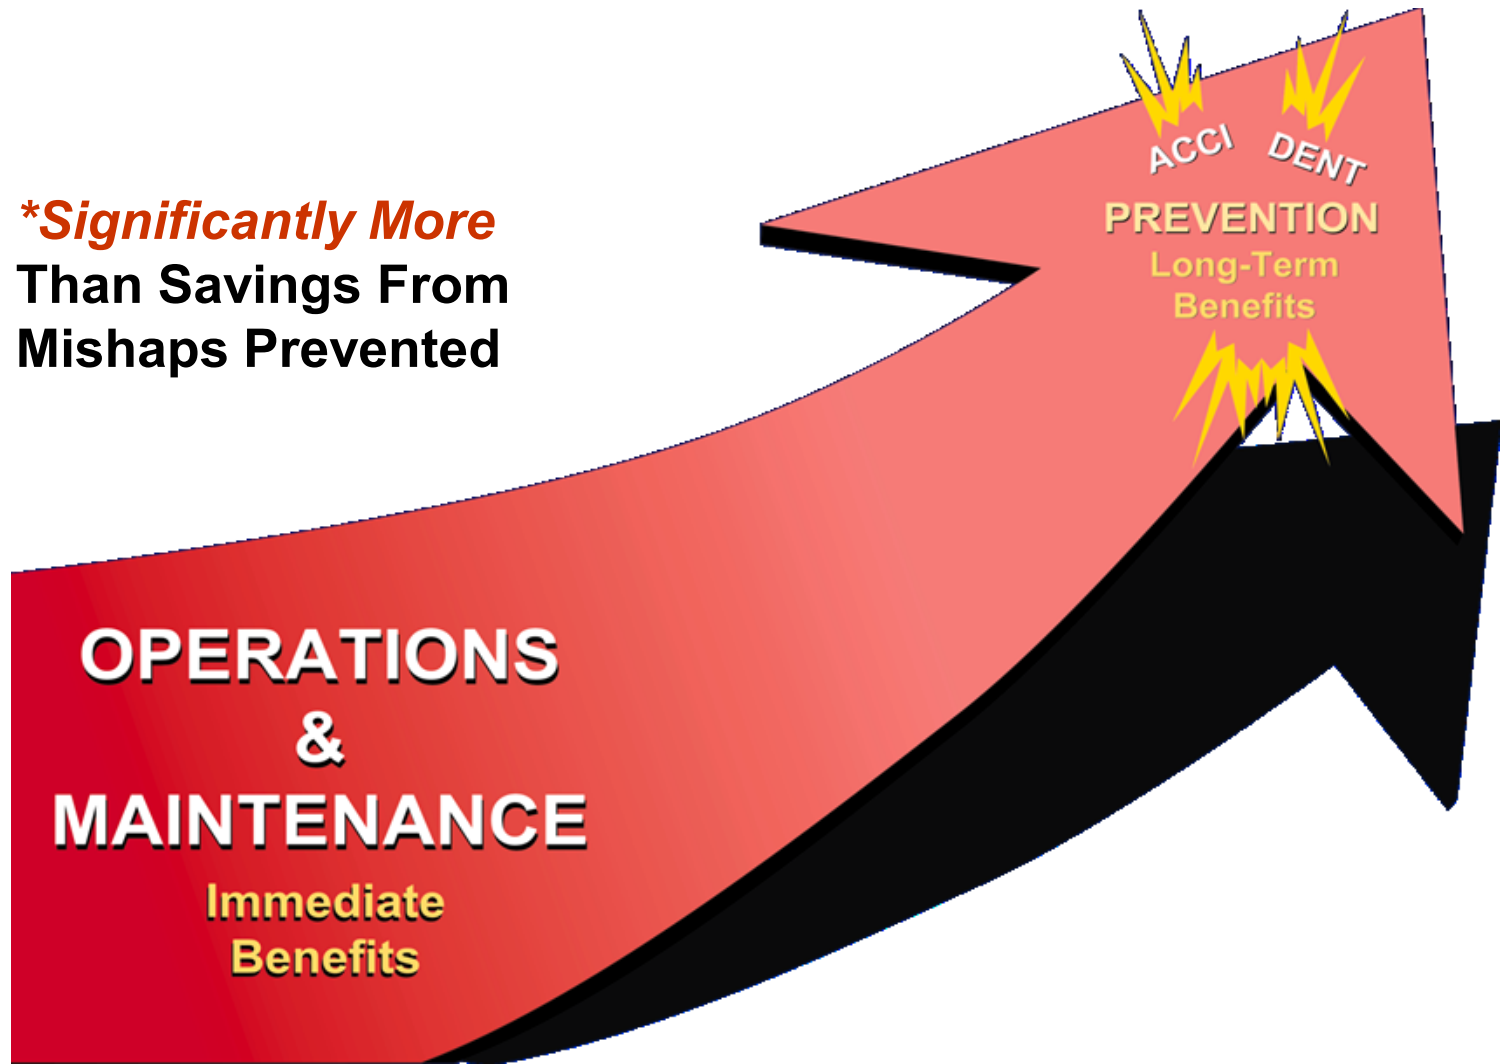 *Significantly More
Than Savings From
Mishaps Prevented
ACCI DENT
PREVENTION
Long-Term
Benefits
OPERATIONS
&
MAINTENANCE
Immediate
Benefits